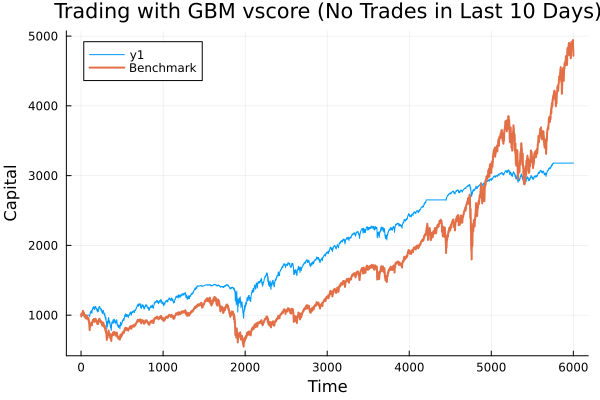 Trading with GBM vscore (No Trades in Last 10 Days)
y1
Benchmark
5000
4000
3000
2000
1000
Capital
0 1000 2000 3000 4000 5000 6000
Time